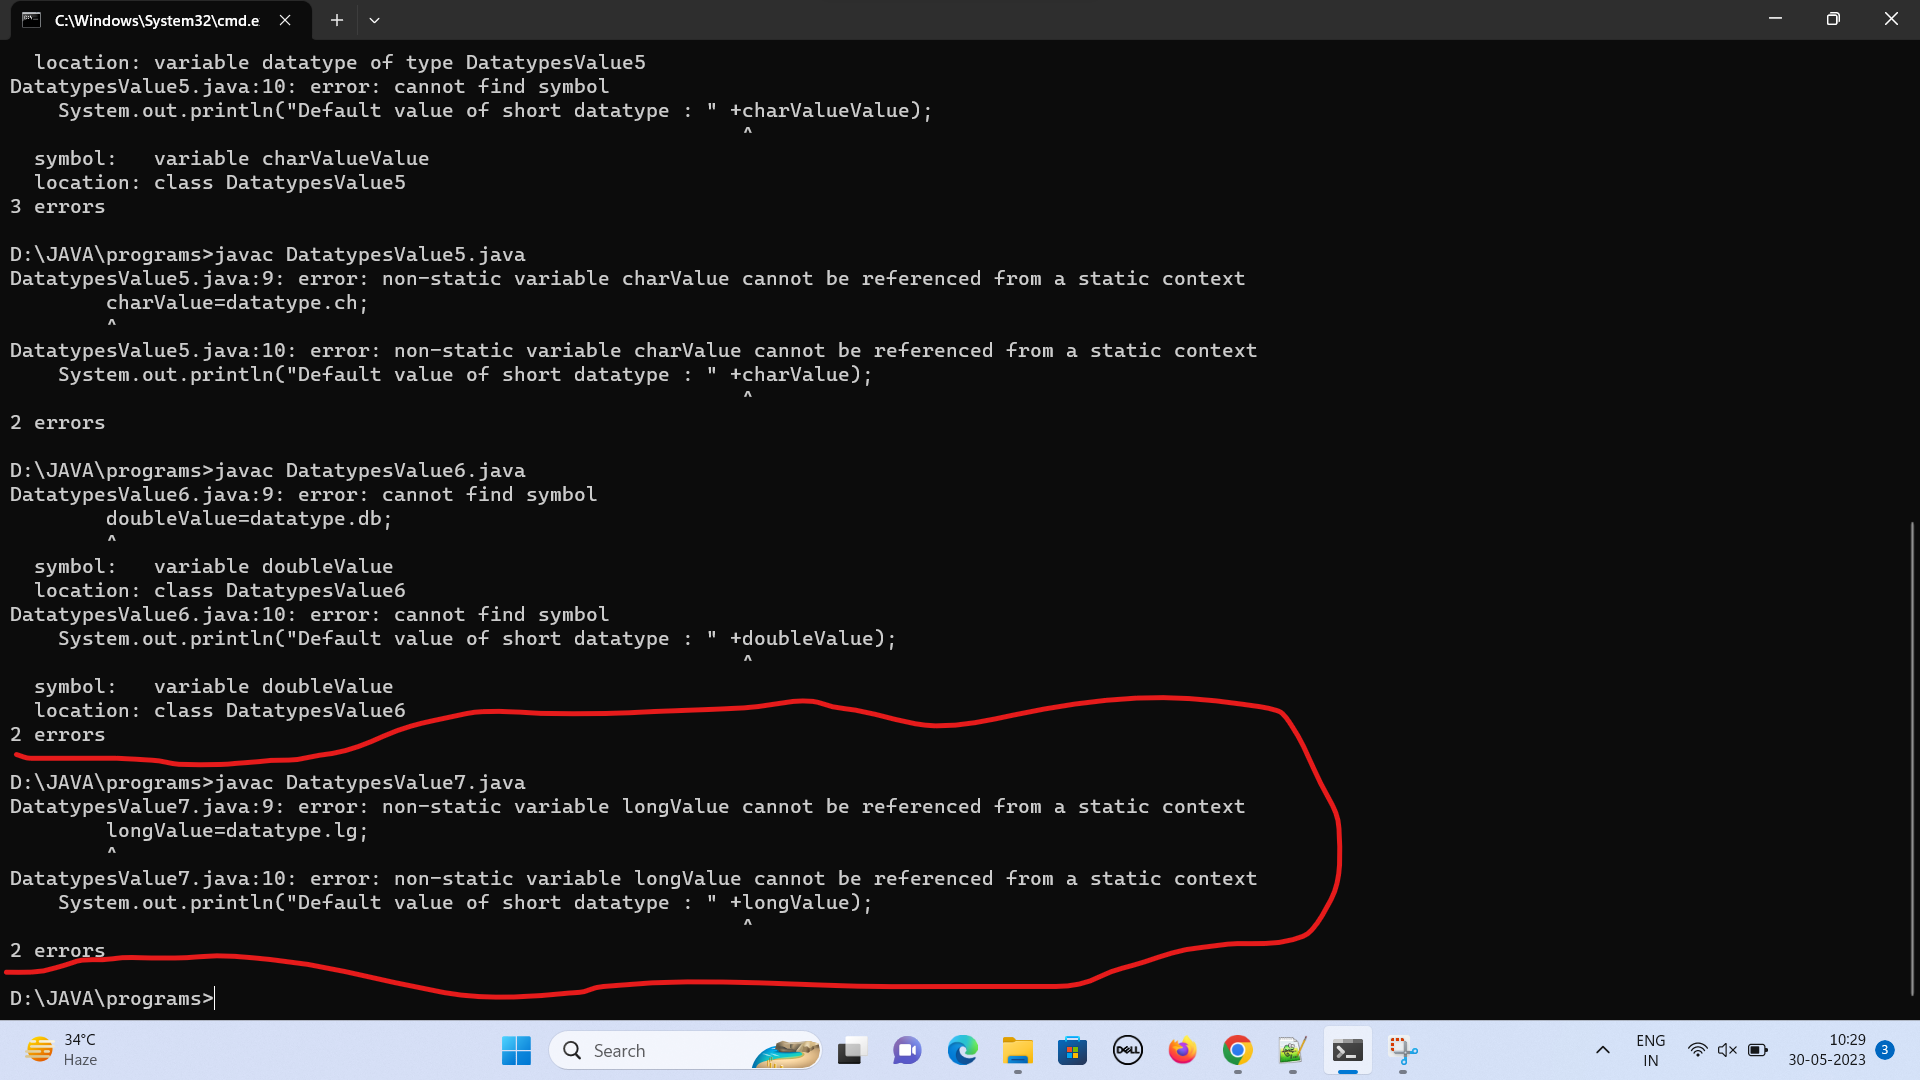 C:\Windows\System32\cmd.e
location: variable datatype of type DatatypesValue5
DatatypesValue5.java:10: error: cannot find symbol
System.out.println("Default value of short datatype : " +charValueValue);
^
symbol:   variable charValueValue
location: class DatatypesValue5
3 errors
D:\JAVA\programs>javac DatatypesValue5.java
DatatypesValue5.java:9: error: non-static variable charValue cannot be referenced from a static context
charValue=datatype.ch;
^
DatatypesValue5.java:10: error: non-static variable charValue cannot be referenced from a static context
System.out.println("Default value of short datatype : " +charValue);
^
2 errors
D:\JAVA\programs>javac DatatypesValue6.java
DatatypesValue6.java:9: error: cannot find symbol
doubleValue=datatype.db;
^
symbol:   variable doubleValue
location: class DatatypesValue6
DatatypesValue6.java:10: error: cannot find symbol
System.out.println("Default value of short datatype : " +doubleValue);
^
symbol:   variable doubleValue
location: class DatatypesValue6
2 errors
D:\JAVA\programs>javac DatatypesValue7.java
DatatypesValue7.java:9: error: non-static variable longValue cannot be referenced from a static context
longValue=datatype.lg;
^
DatatypesValue7.java:10: error: non-static variable longValue cannot be referenced from a static context
System.out.println("Default value of short datatype : " +longValue);
^
2 errors
D:\JAVA\programs>
34°C
Haze
Search
DELL
ENG
IN
10:29
30-05-2023
3